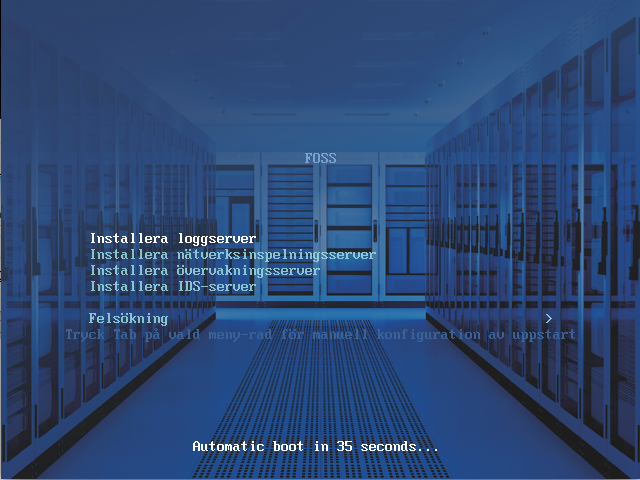 FOSS
Installera loggserver
Installera nätverksinspelningsserver
Installera övervakningsserver
Installera IDS-server
Felsökning >
Tryck Tab på vald meny-rad för manuell konfiguration av uppstart
Automatic boot in 35 seconds...